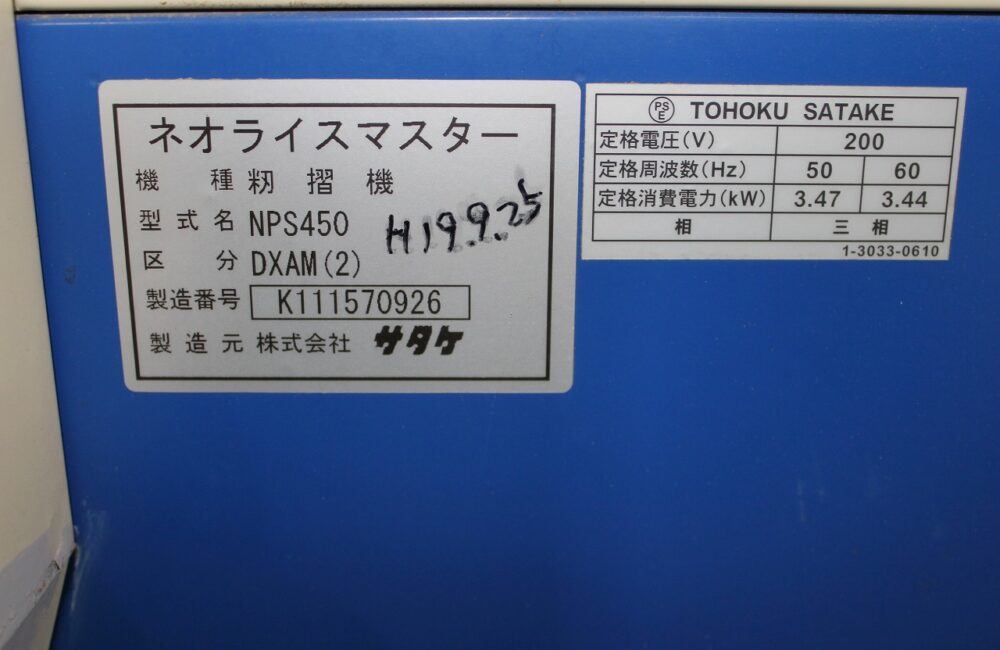 ネオライスマスター
機 種 籾 摺 機
型 式 名 NPS450
H19.9.25
区 分 DXAM(2)
製造番号 K111570926
製 造 元 株式会社 サタケ
PSE TOHOKU SATAKE
定格電圧(V) 200
定格周波数(Hz) 50 60
定格消費電力(kW) 3.47 3.44
相 三 相
1-3033-0610